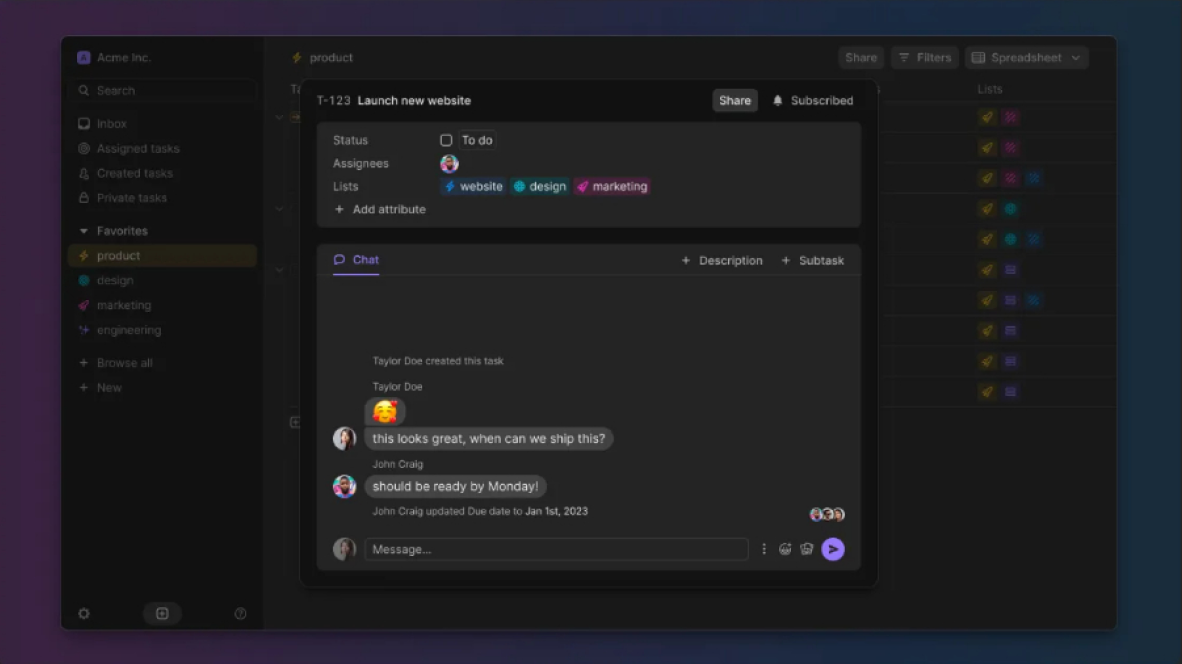 Acme Inc.
Search
Inbox
Assigned tasks
Created tasks
Private tasks
Favorites
product
design
marketing
engineering
Browse all
New
product
Share
Filters
Spreadsheet
Lists
T-123 Launch new website
Share
Subscribed
Status
To do
Assignees
Lists
website
design
marketing
+ Add attribute
Chat
+ Description
+ Subtask
Taylor Doe created this task
Taylor Doe
this looks great, when can we ship this?
John Craig
should be ready by Monday!
John Craig updated Due date to Jan 1st, 2023
Message...